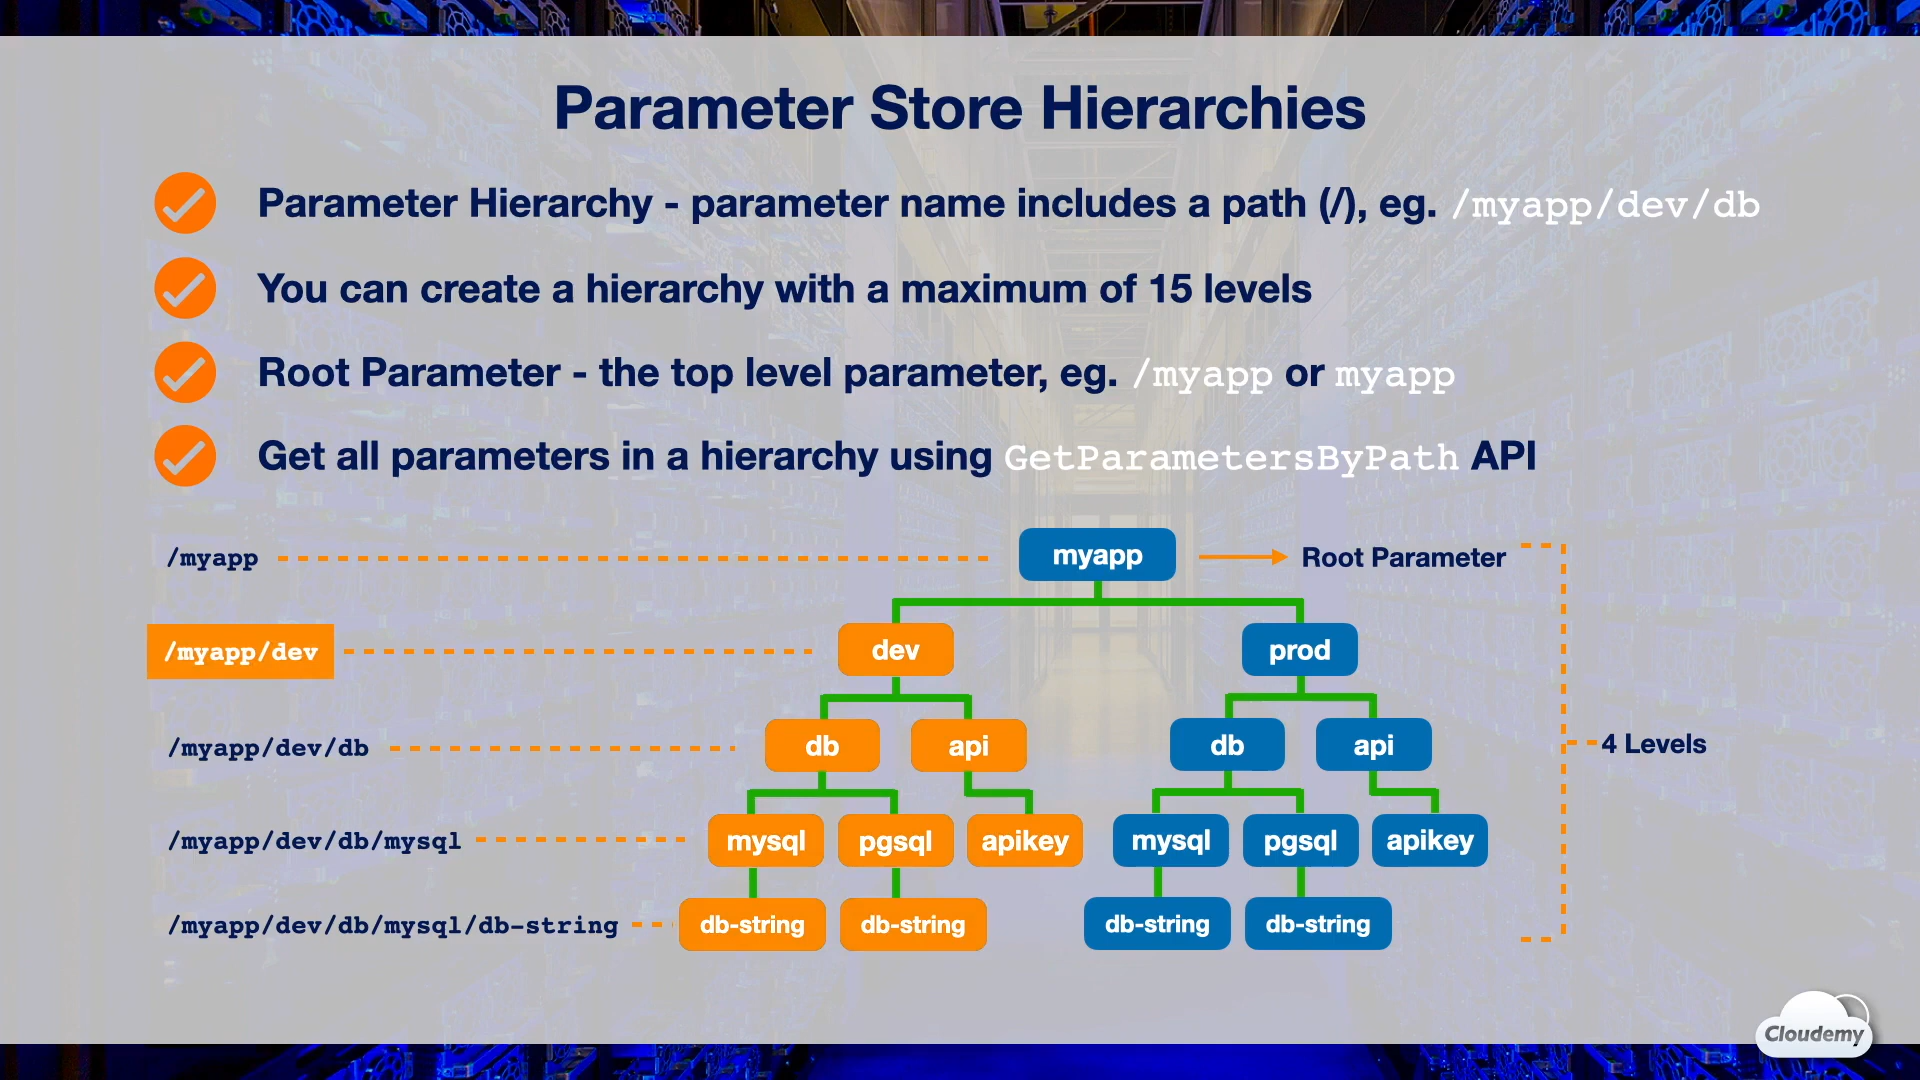 Parameter Store Hierarchies
Parameter Hierarchy - parameter name includes a path (/), eg. /myapp/dev/db
You can create a hierarchy with a maximum of 15 levels
Root Parameter - the top level parameter, eg. /myapp or myapp
Get all parameters in a hierarchy using GetParametersByPath API
/myapp myapp Root Parameter
/myapp/dev dev prod
/myapp/dev/db db api db api 4 Levels
/myapp/dev/db/mysql mysql pgsql apikey mysql pgsql apikey
/myapp/dev/db/mysql/db-string db-string db-string db-string db-string
Cloudemy